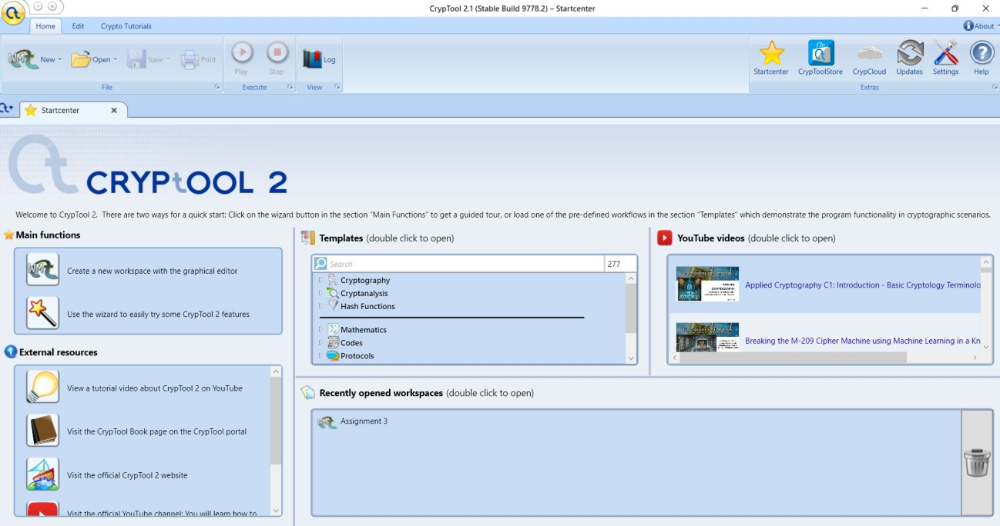 CrypTool 2.1 (Stable Build 9778.2) – Startcenter
Home Edit Crypto Tutorials About
New Open Save Print
Play Stop
Log
Startcenter CrypToolStore CrypCloud Updates Settings Help
File Execute View Extras
Startcenter
CRYPtOOL 2
Welcome to CrypTool 2. There are two ways for a quick start: Click on the wizard button in the section "Main Functions" to get a guided tour, or load one of the pre-defined workflows in the section "Templates" which demonstrate the program functionality in cryptographic scenarios.
Main functions
Create a new workspace with the graphical editor
Use the wizard to easily try some CrypTool 2 features
External resources
View a tutorial video about CrypTool 2 on YouTube
Visit the CrypTool Book page on the CrypTool portal
Visit the official CrypTool 2 website
Visit the official YouTube channel: You will learn how to
Templates (double click to open)
Search 277
Cryptography
Cryptanalysis
Hash Functions
Mathematics
Codes
Protocols
YouTube videos (double click to open)
Applied Cryptography C1: Introduction - Basic Cryptology Terminolo
Breaking the M-209 Cipher Machine using Machine Learning in a Kn
Recently opened workspaces (double click to open)
Assignment 3